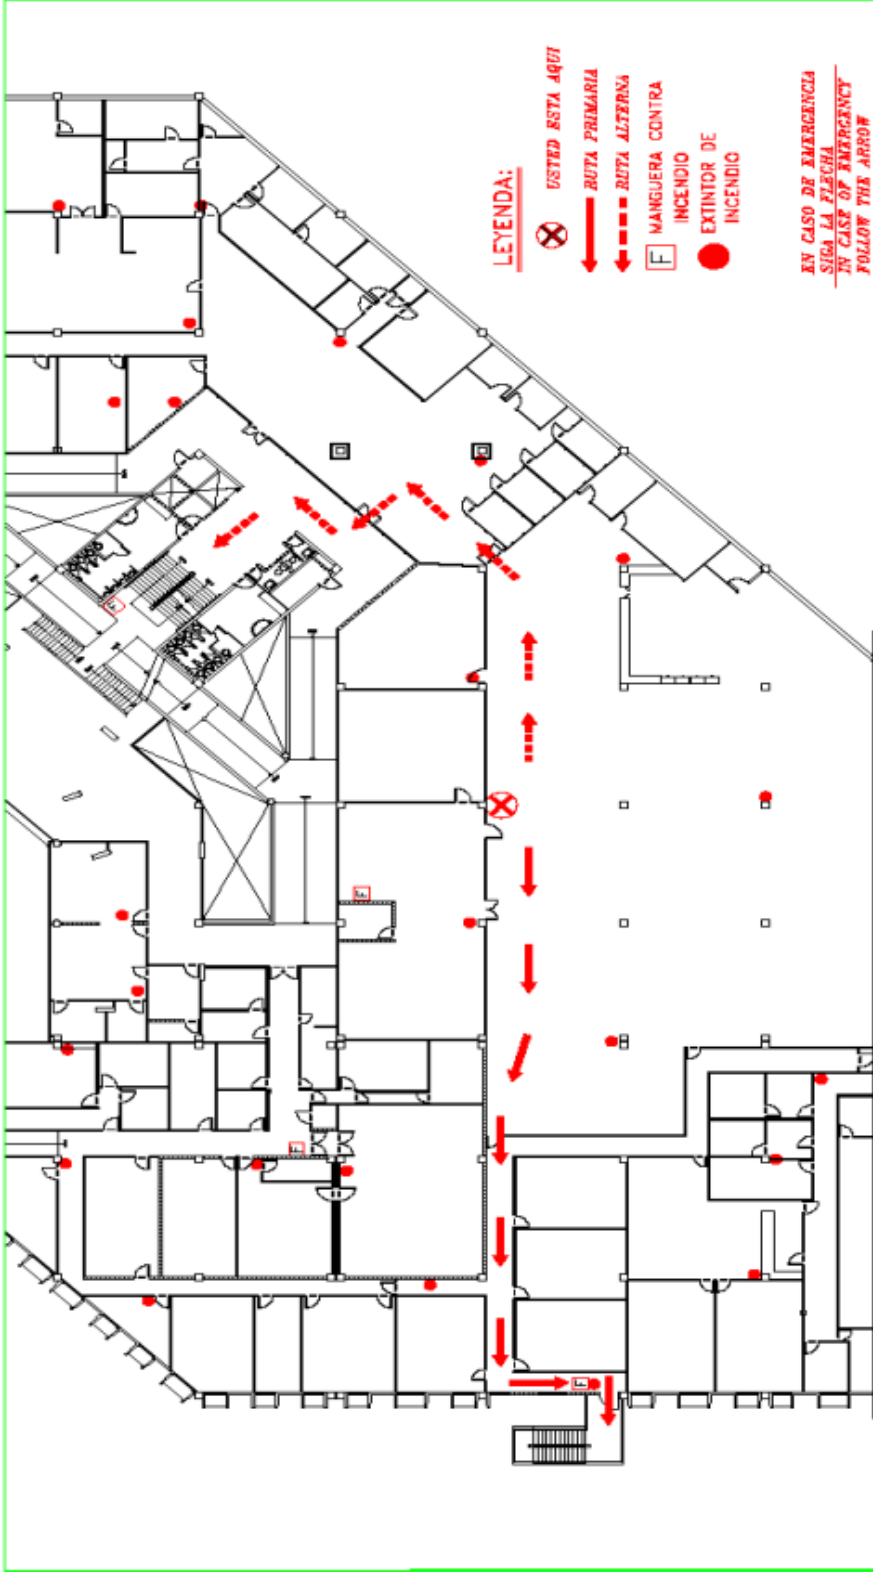 LEYENDA:
USTED ESTA AQUI
RUTA PRIMARIA
RUTA ALTERNA
F
MANGUERA CONTRA
INCENDIO
EXTINTOR DE
INCENDIO
EN CASO DE EMERGENCIA
SIGA LA FLECHA
IN CASE OF EMERGENCY
FOLLOW THE ARROW
F
F
F
F